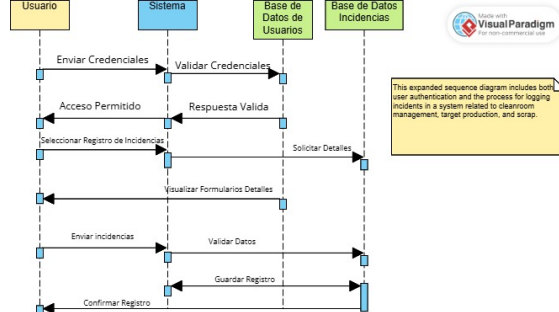 Usuario
Sistema
Base de
Datos de
Usuarios
Base de Datos
Incidencias
Made with
Visual Paradigm
For non-commercial use
Enviar Credenciales
Validar Credenciales
This expanded sequence diagram includes both
user authentication and the process for logging
incidents in a system related to cleanroom
management, target production, and scrap.
Acceso Permitido
Respuesta Valida
Seleccionar Registro de Incidencias
Solicitar Detalles
Visualizar Formularios Detalles
Enviar incidencias
Validar Datos
Guardar Registro
Confirmar Registro